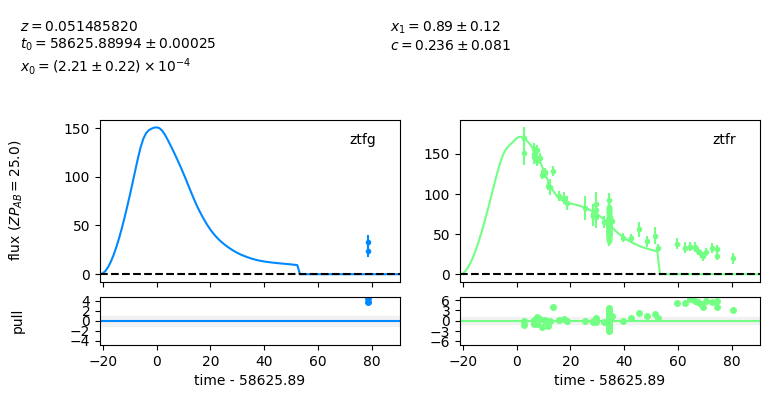 z = 0.051485820
t₀ = 58625.88994 ± 0.00025
x₀ = (2.21 ± 0.22) × 10⁻⁴
x₁ = 0.89 ± 0.12
c = 0.236 ± 0.081
flux (ZP_AB = 25.0)
150
100
50
0
ztfg
150
100
50
0
ztfr
pull
4
2
0
−2
−4
6
3
0
−3
−6
−20 0 20 40 60 80
−20 0 20 40 60 80
time - 58625.89
time - 58625.89